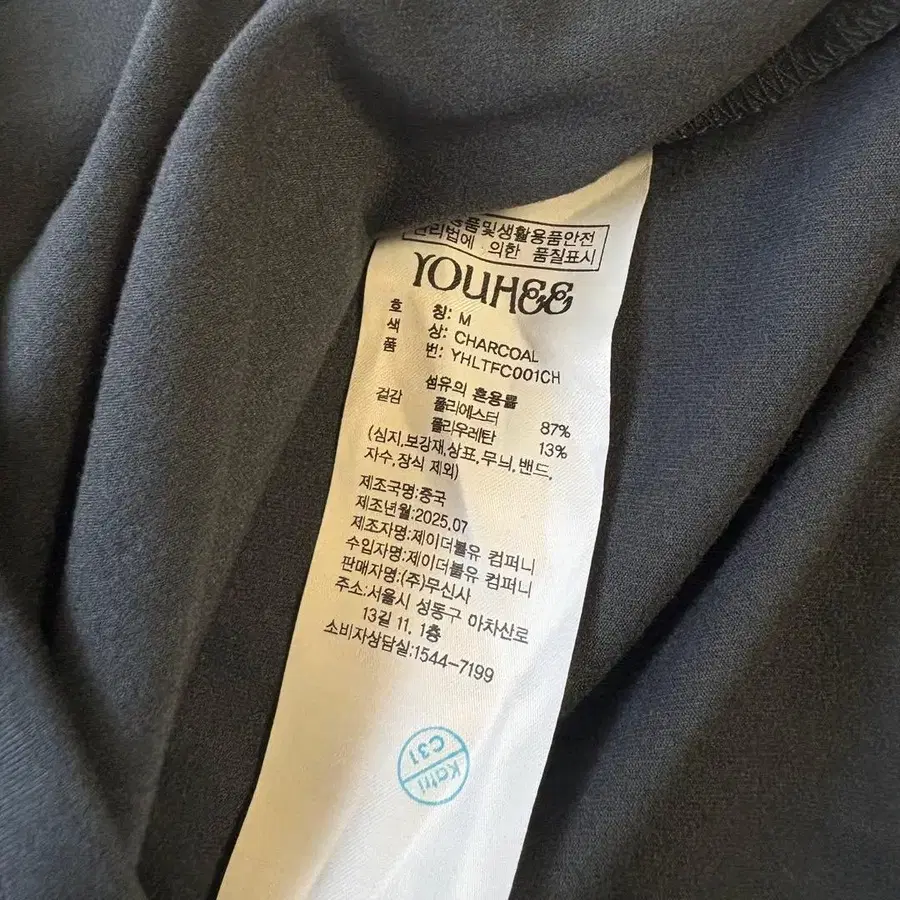 품및생활용품안전
관리법에 의한 품질표시
YOUHEE
호 칭: M
색 상: CHARCOAL
품 번: YHLTFC001CH
섬유의 혼용률
겉감 폴리에스터 87%
폴리우레탄 13%
(심지,보강재,상표,무늬,밴드,
자수,장식 제외)
제조국명:중국
제조년월:2025.07
제조자명:제이더불유 컴퍼니
수입자명:제이더불유 컴퍼니
판매자명:(주)무신사
주소:서울시 성동구 아차산로
13길 11, 1층
소비자상담실:1544-7199
Katri
C31